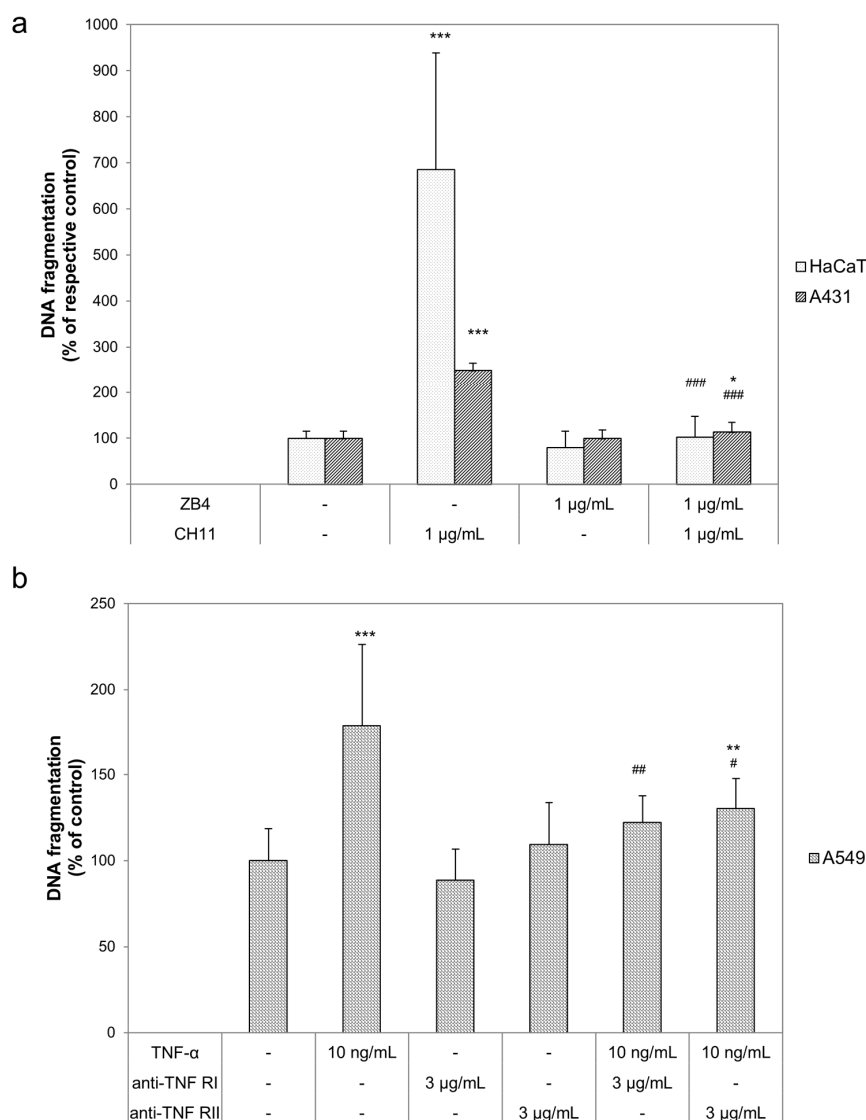 a
DNA fragmentation
(% of respective control)
1000
900
800
700
600
500
400
300
200
100
0
***
***
###
*
###
HaCaT
A431
ZB4 - - 1 µg/mL 1 µg/mL
CH11 - 1 µg/mL - 1 µg/mL
b
DNA fragmentation
(% of control)
250
200
150
100
50
0
***
##
**
#
A549
TNF-α - 10 ng/mL - - 10 ng/mL 10 ng/mL
anti-TNF RI - - 3 µg/mL - 3 µg/mL -
anti-TNF RII - - - 3 µg/mL - 3 µg/mL